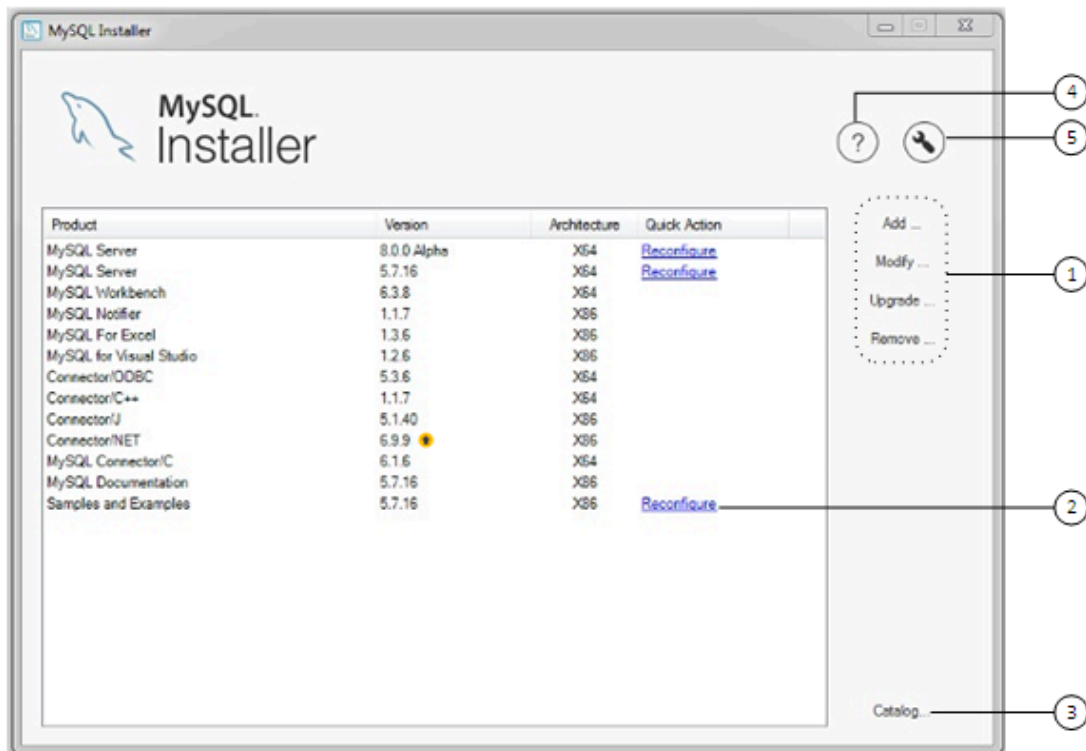 MySQL Installer
4
MySQL.
Installer
?
5
Product Version Architecture Quick Action
Add ...
MySQL Server 8.0.0 Alpha X64 Reconfigure
MySQL Server 5.7.16 X64 Reconfigure
Modify ...
1
MySQL Workbench 6.3.8 X64
Upgrade ...
MySQL Notifier 1.1.7 X86
MySQL For Excel 1.3.6 X86
Remove ...
MySQL for Visual Studio 1.2.6 X86
Connector/ODBC 5.3.6 X64
Connector/C++ 1.1.7 X64
Connector/J 5.1.40 X86
Connector/NET 6.9.9 X86
MySQL Connector/C 6.1.6 X64
MySQL Documentation 5.7.16 X86
Samples and Examples 5.7.16 X86 Reconfigure
2
Catalog...
3